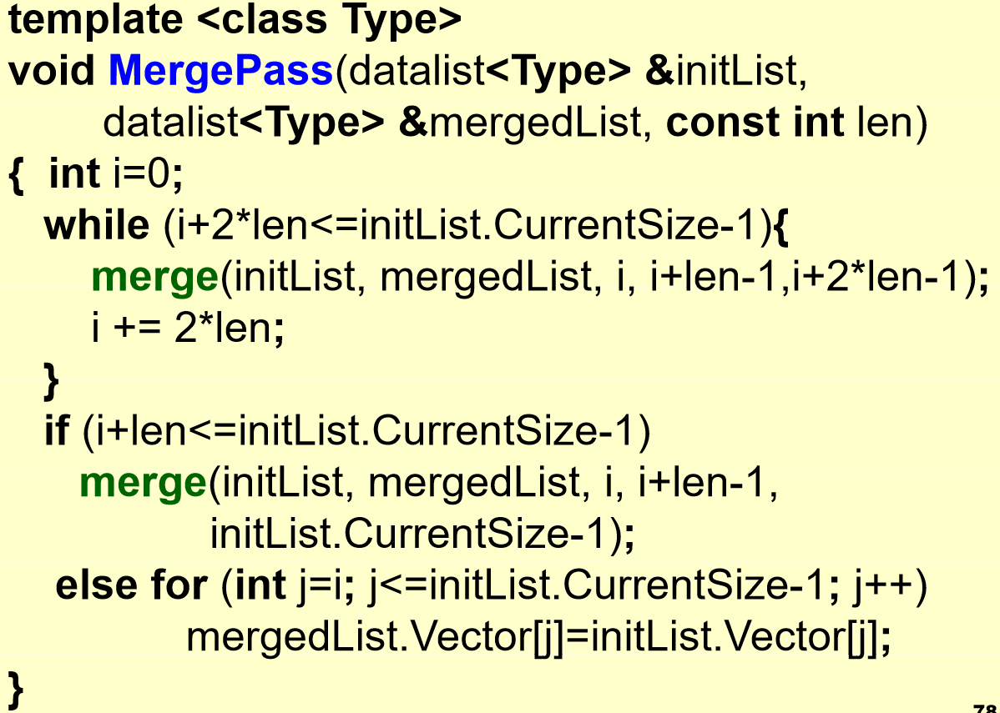 template <class Type>
void MergePass(datalist<Type> &initList,
datalist<Type> &mergedList, const int len)
{ int i=0;
while (i+2*len<=initList.CurrentSize-1){
merge(initList, mergedList, i, i+len-1,i+2*len-1);
i += 2*len;
}
if (i+len<=initList.CurrentSize-1)
merge(initList, mergedList, i, i+len-1,
initList.CurrentSize-1);
else for (int j=i; j<=initList.CurrentSize-1; j++)
mergedList.Vector[j]=initList.Vector[j];
}
78